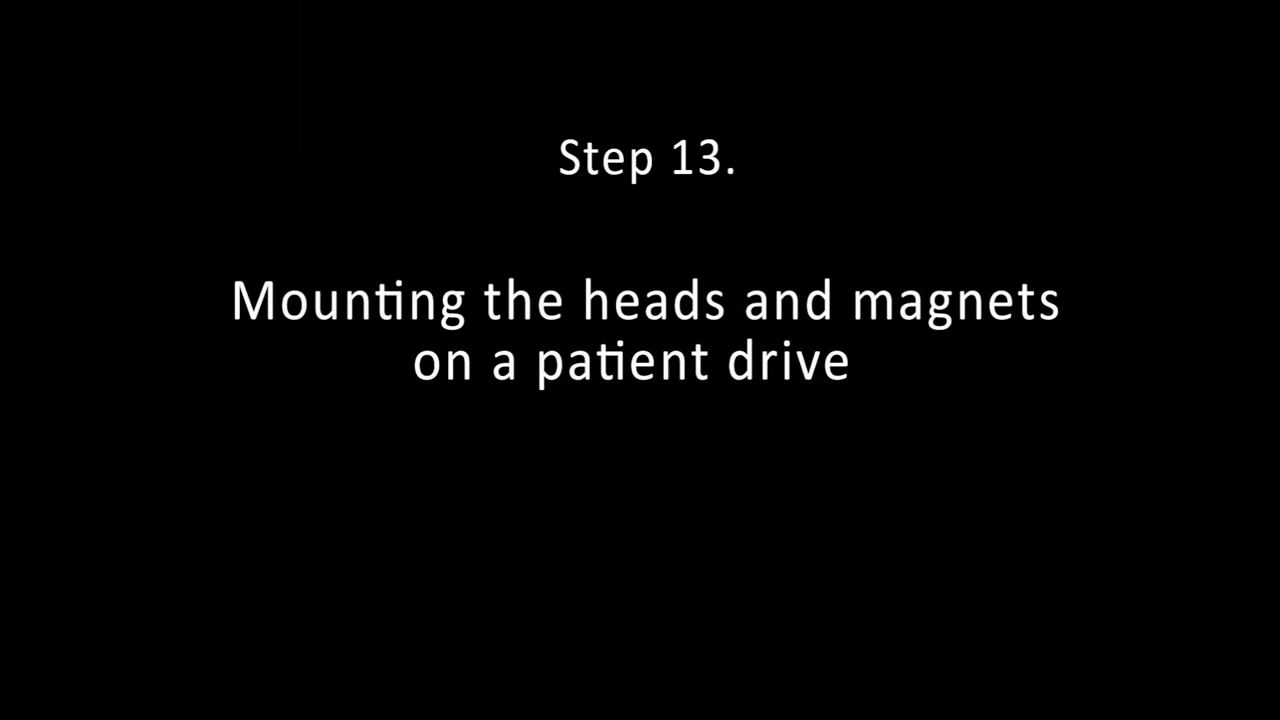 Step 13.
Mounting the heads and magnets
on a patient drive